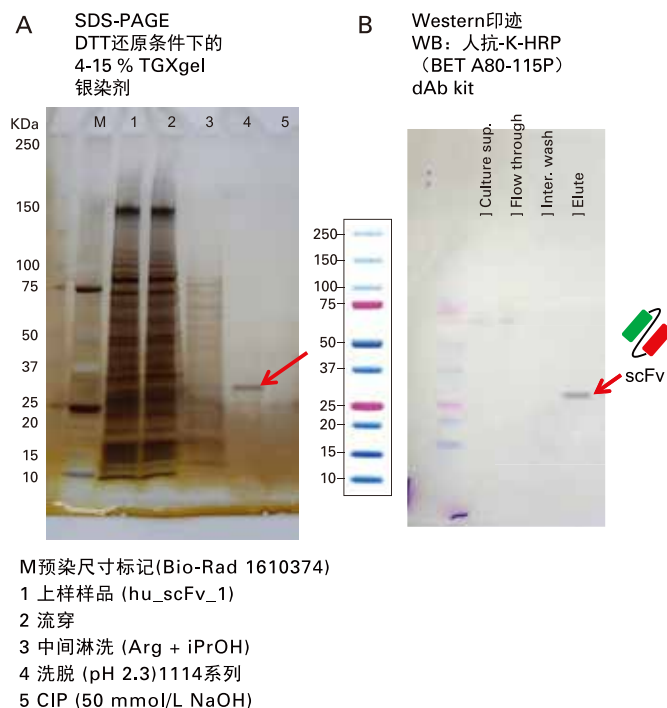 A
SDS-PAGE
DTT还原条件下的
4-15 % TGXgel
银染剂
KDa
M 1 2 3 4 5
250
150
100
75
50
37
25
20
15
10
B
Western印迹
WB：人抗-K-HRP
（BET A80-115P）
dAb kit
] Culture sup.
] Flow through
] Inter. wash
] Elute
250
150
100
75
50
37
25
20
15
10
scFv
M预染尺寸标记(Bio-Rad 1610374)
1 上样样品 (hu_scFv_1)
2 流穿
3 中间淋洗 (Arg + iPrOH)
4 洗脱 (pH 2.3)1114系列
5 CIP (50 mmol/L NaOH)